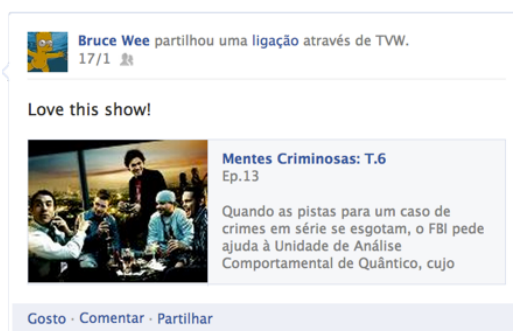 Bruce Wee partilhou uma ligação através de TVW.
17/1
Love this show!
Mentes Criminosas: T.6
Ep.13
Quando as pistas para um caso de
crimes em série se esgotam, o FBI pede
ajuda à Unidade de Análise
Comportamental de Quântico, cujo
Gosto · Comentar · Partilhar